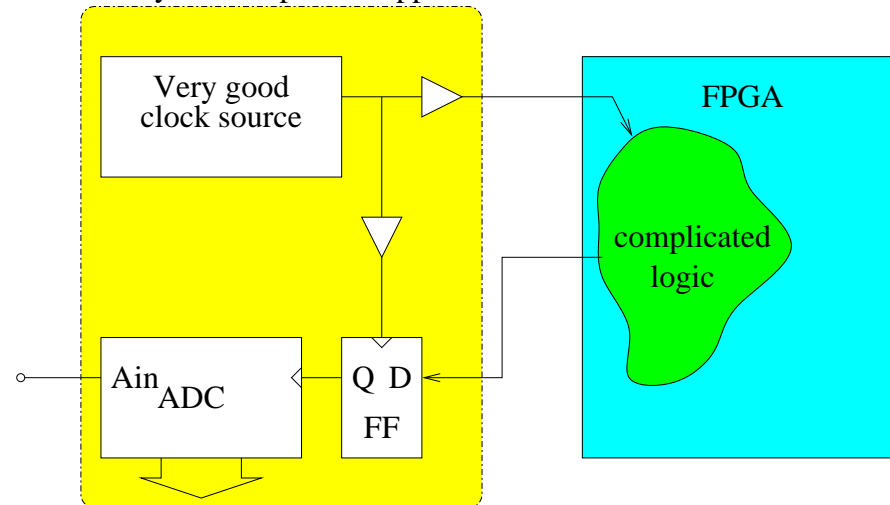 Very good
clock source
FPGA
complicated
logic
Ain
ADC
Q D
FF